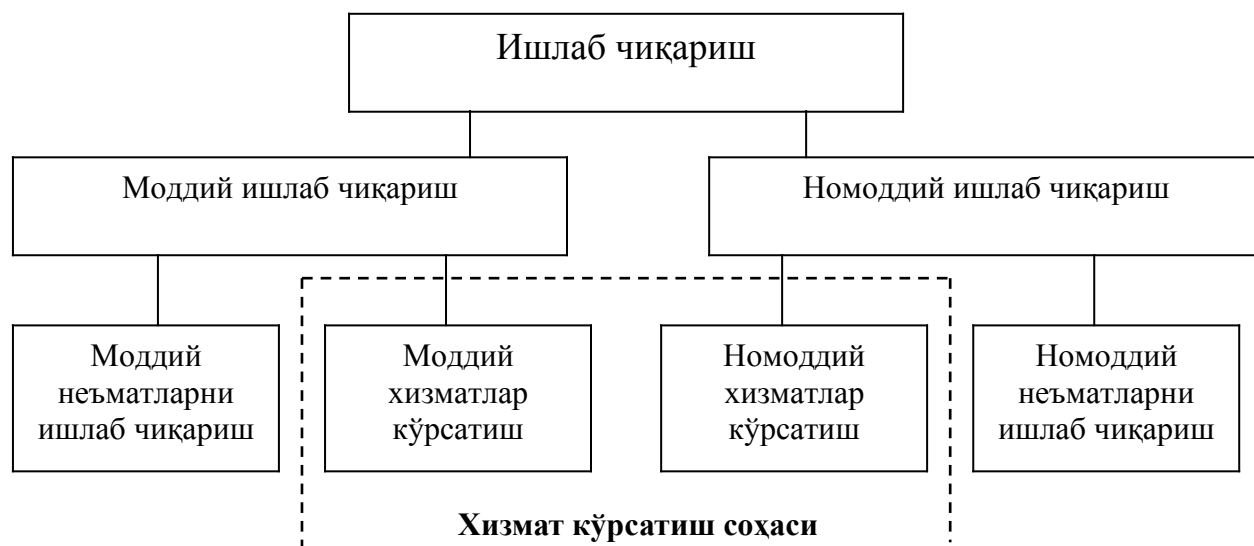 Ишлаб чиқариш
Моддий ишлаб чиқариш
Номоддий ишлаб чиқариш
Моддий
неъматларни
ишлаб чиқариш
Моддий
хизматлар
кўрсатиш
Номоддий
хизматлар
кўрсатиш
Номоддий
неъматларни
ишлаб чиқариш
Хизмат кўрсатиш соҳаси